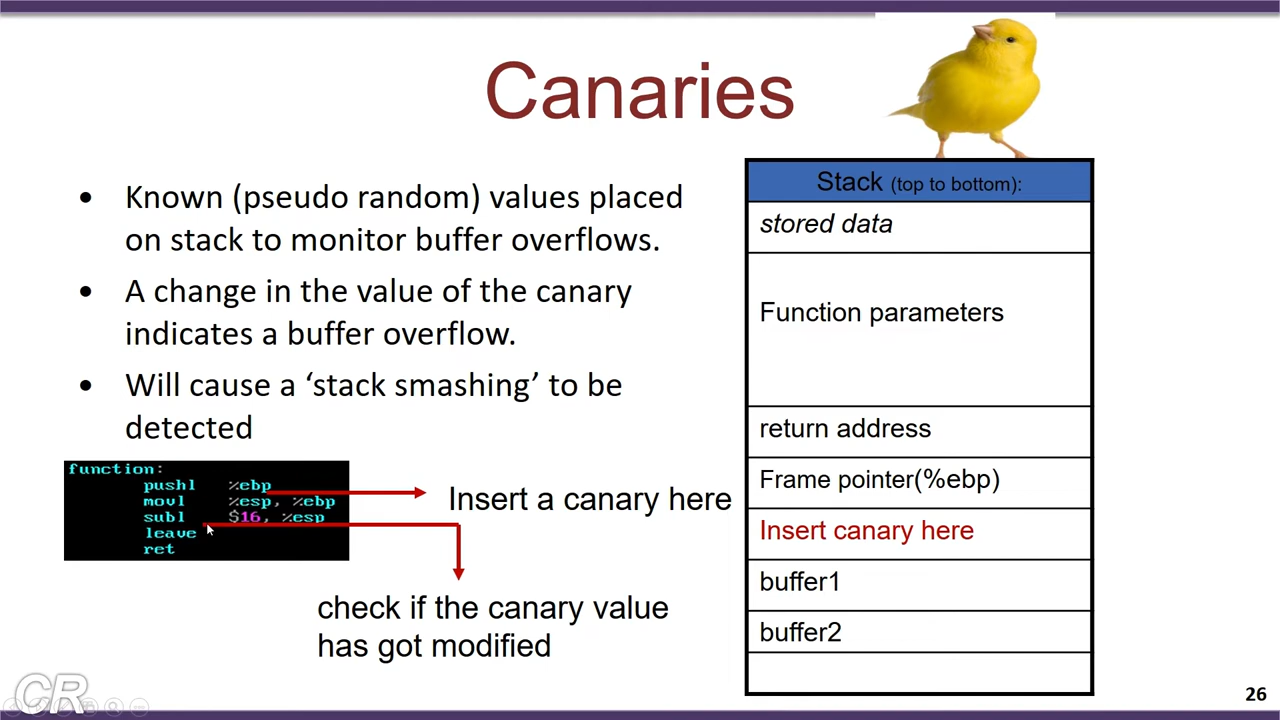 Canaries
• Known (pseudo random) values placed
on stack to monitor buffer overflows.
• A change in the value of the canary
indicates a buffer overflow.
• Will cause a ‘stack smashing’ to be
detected
function:
pushl %ebp
movl %esp, %ebp
subl $16, %esp
leave
ret
Insert a canary here
check if the canary value
has got modified
Stack (top to bottom):
stored data
Function parameters
return address
Frame pointer(%ebp)
Insert canary here
buffer1
buffer2
CR
26